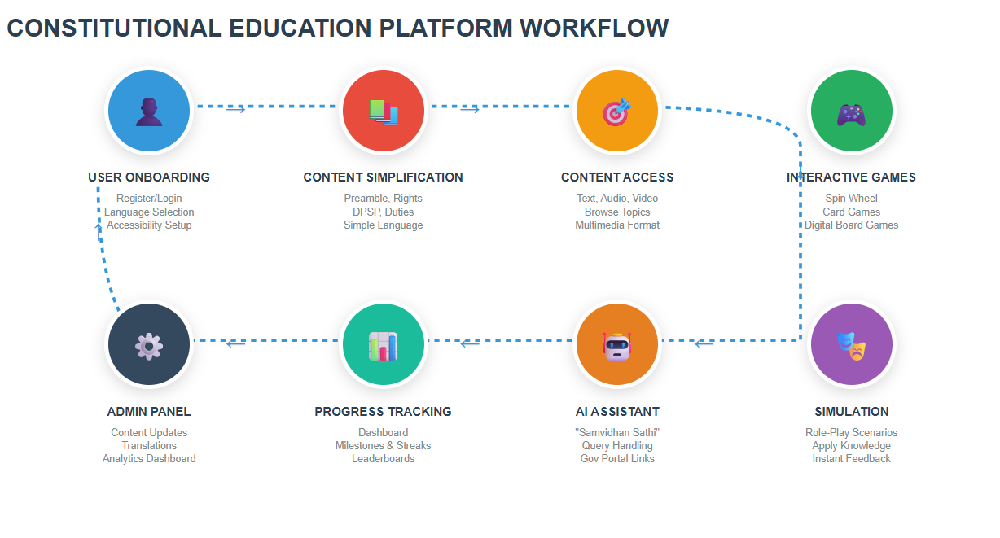 CONSTITUTIONAL EDUCATION PLATFORM WORKFLOW
USER ONBOARDING
Register/Login
Language Selection
Accessibility Setup
CONTENT SIMPLIFICATION
Preamble, Rights
DPSP, Duties
Simple Language
CONTENT ACCESS
Text, Audio, Video
Browse Topics
Multimedia Format
INTERACTIVE GAMES
Spin Wheel
Card Games
Digital Board Games
ADMIN PANEL
Content Updates
Translations
Analytics Dashboard
PROGRESS TRACKING
Dashboard
Milestones & Streaks
Leaderboards
AI ASSISTANT
"Samvidhan Sathi"
Query Handling
Gov Portal Links
SIMULATION
Role-Play Scenarios
Apply Knowledge
Instant Feedback